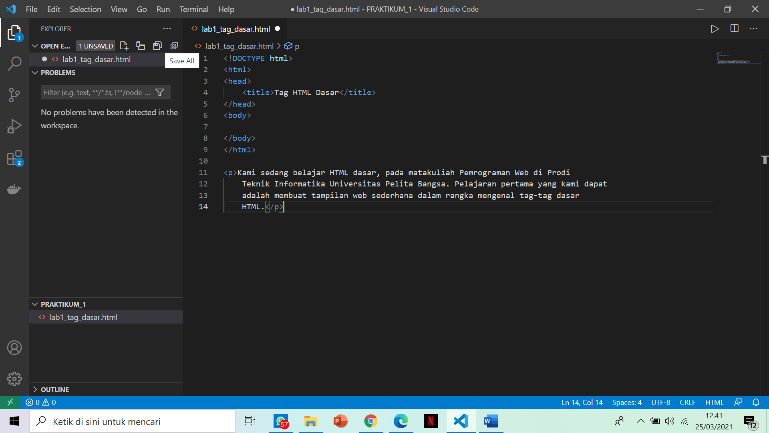 File Edit Selection View Go Run Terminal Help
● lab1_tag_dasar.html - PRAKTIKUM_1 - Visual Studio Code
1
EXPLORER
OPEN E... 1 UNSAVED
lab1_tag_dasar.html
Save All
PROBLEMS
Filter (e.g. text, **/*.ts, !**/node ...
No problems have been detected in the
workspace.
2
lab1_tag_dasar.html
lab1_tag_dasar.html > p
1 <!DOCTYPE html>
2 <html>
3 <head>
4 <title>Tag HTML Dasar</title>
5 </head>
6 <body>
7
8 </body>
9 </html>
10
11 <p>Kami sedang belajar HTML dasar, pada matakuliah Pemrograman Web di Prodi
12 Teknik Informatika Universitas Pelita Bangsa. Pelajaran pertama yang kami dapat
13 adalah membuat tampilan web sederhana dalam rangka mengenal tag-tag dasar
14 HTML.</p>
PRAKTIKUM_1
lab1_tag_dasar.html
OUTLINE
0 0
Ln 14, Col 14 Spaces: 4 UTF-8 CRLF HTML
Ketik di sini untuk mencari
57
12.41
25/03/2021
12